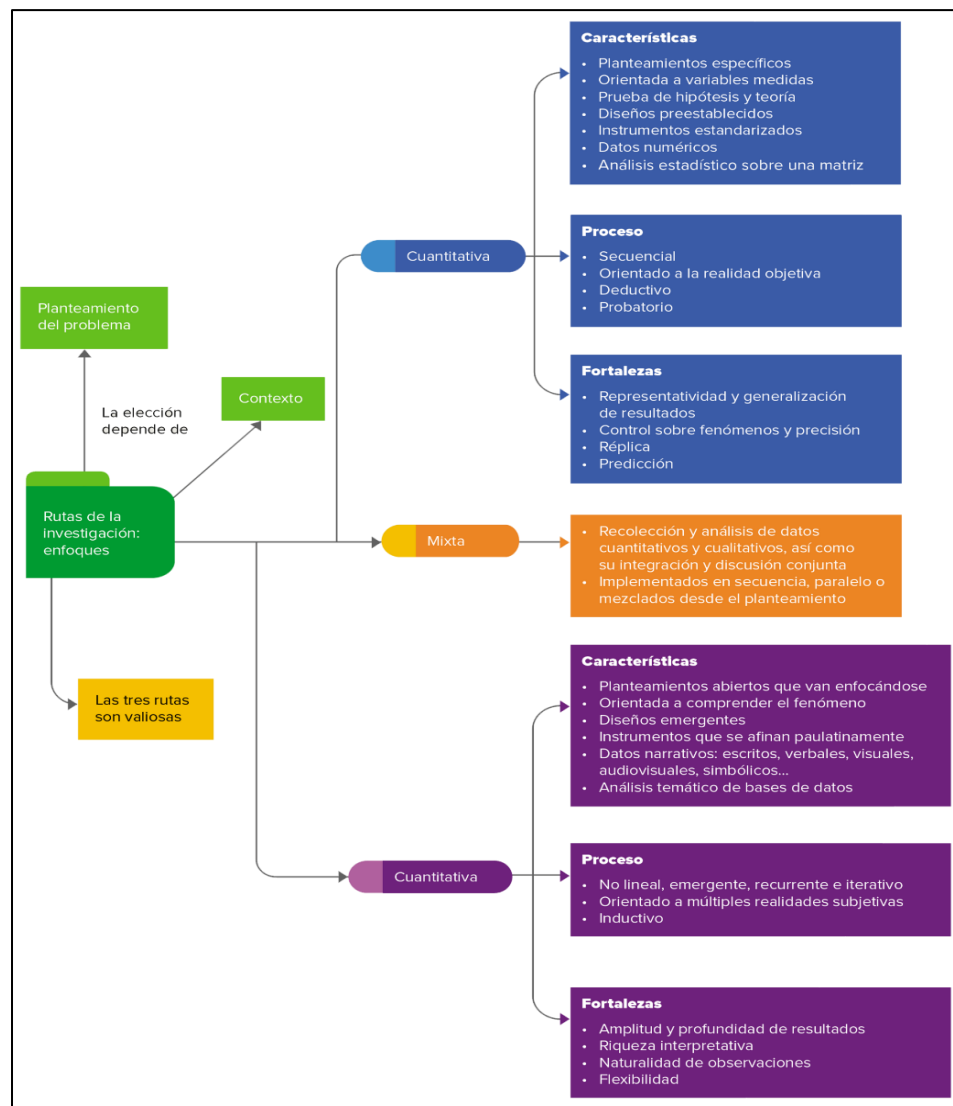 Planteamiento
del problema
La elección
depende de
Contexto
Rutas de la
investigación:
enfoques
Las tres rutas
son valiosas
Cuantitativa
Características
• Planteamientos específicos
• Orientada a variables medidas
• Prueba de hipótesis y teoría
• Diseños preestablecidos
• Instrumentos estandarizados
• Datos numéricos
• Análisis estadístico sobre una matriz
Proceso
• Secuencial
• Orientado a la realidad objetiva
• Deductivo
• Probatorio
Fortalezas
• Representatividad y generalización
de resultados
• Control sobre fenómenos y precisión
• Réplica
• Predicción
Mixta
• Recolección y análisis de datos
cuantitativos y cualitativos, así como
su integración y discusión conjunta
• Implementados en secuencia, paralelo o
mezclados desde el planteamiento
Cuantitativa
Características
• Planteamientos abiertos que van enfocándose
• Orientada a comprender el fenómeno
• Diseños emergentes
• Instrumentos que se afinan paulatinamente
• Datos narrativos: escritos, verbales, visuales,
audiovisuales, simbólicos...
• Análisis temático de bases de datos
Proceso
• No lineal, emergente, recurrente e iterativo
• Orientado a múltiples realidades subjetivas
• Inductivo
Fortalezas
• Amplitud y profundidad de resultados
• Riqueza interpretativa
• Naturalidad de observaciones
• Flexibilidad